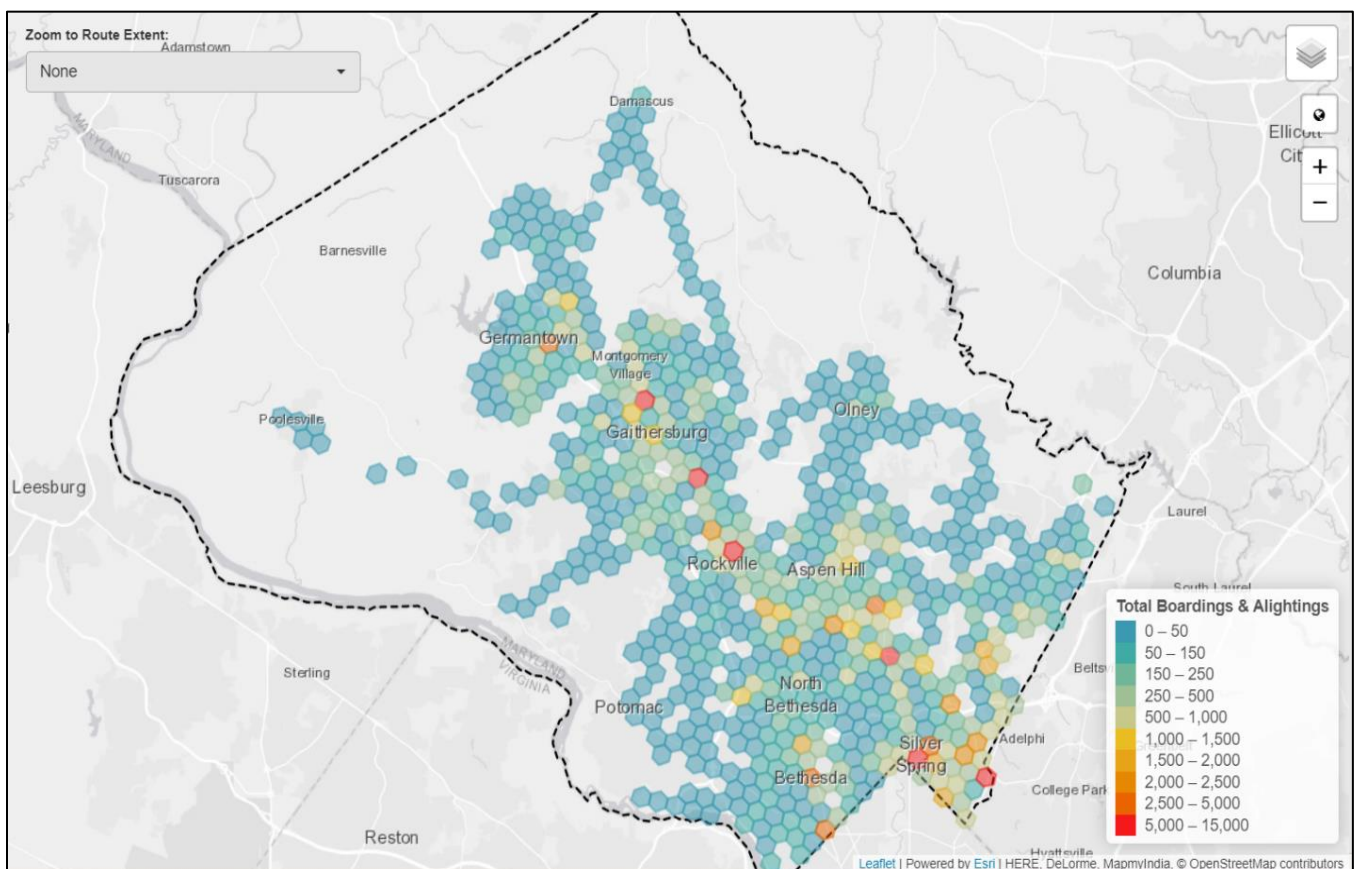 Zoom to Route Extent:
Adamstown
None
Damascus
Ellicott
City
MARYLAND
Tuscarora
Barnesville
Columbia
Germantown
Montgomery
Village
Poolesville
Olney
Gaithersburg
Leesburg
Laurel
Rockville
Aspen Hill
South Laurel
Total Boardings & Alightings
0 – 50
50 – 150
150 – 250
250 – 500
500 – 1,000
1,000 – 1,500
1,500 – 2,000
2,000 – 2,500
2,500 – 5,000
5,000 – 15,000
MARYLAND
VIRGINIA
Sterling
Beltsv
North
Bethesda
Potomac
Silver
Spring
Adelphi
Bethesda
College Park
Reston
Hyattsville
Leaflet | Powered by Esri | HERE, DeLorme, MapmyIndia, © OpenStreetMap contributors